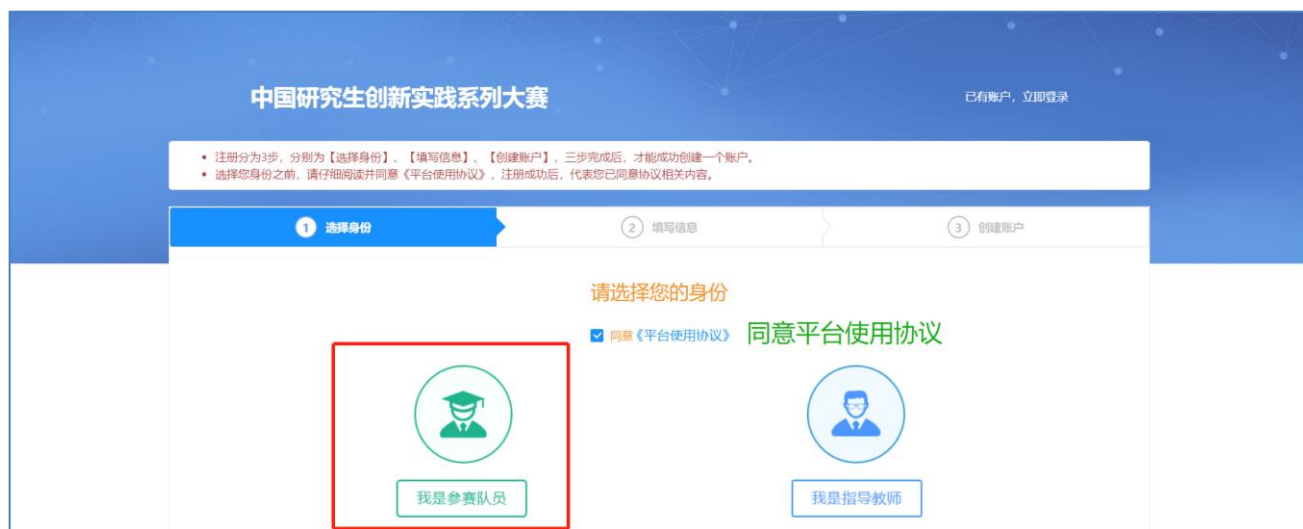 中国研究生创新实践系列大赛
已有账户，立即登录
• 注册分为3步，分别为【选择身份】、【填写信息】、【创建账户】，三步完成后，才能成功创建一个账户。
• 选择您身份之前，请仔细阅读并同意《平台使用协议》，注册成功后，代表您已同意协议相关内容。
1 选择身份
2 填写信息
3 创建账户
请选择您的身份
同意《平台使用协议》 同意平台使用协议
我是参赛队员
我是指导教师